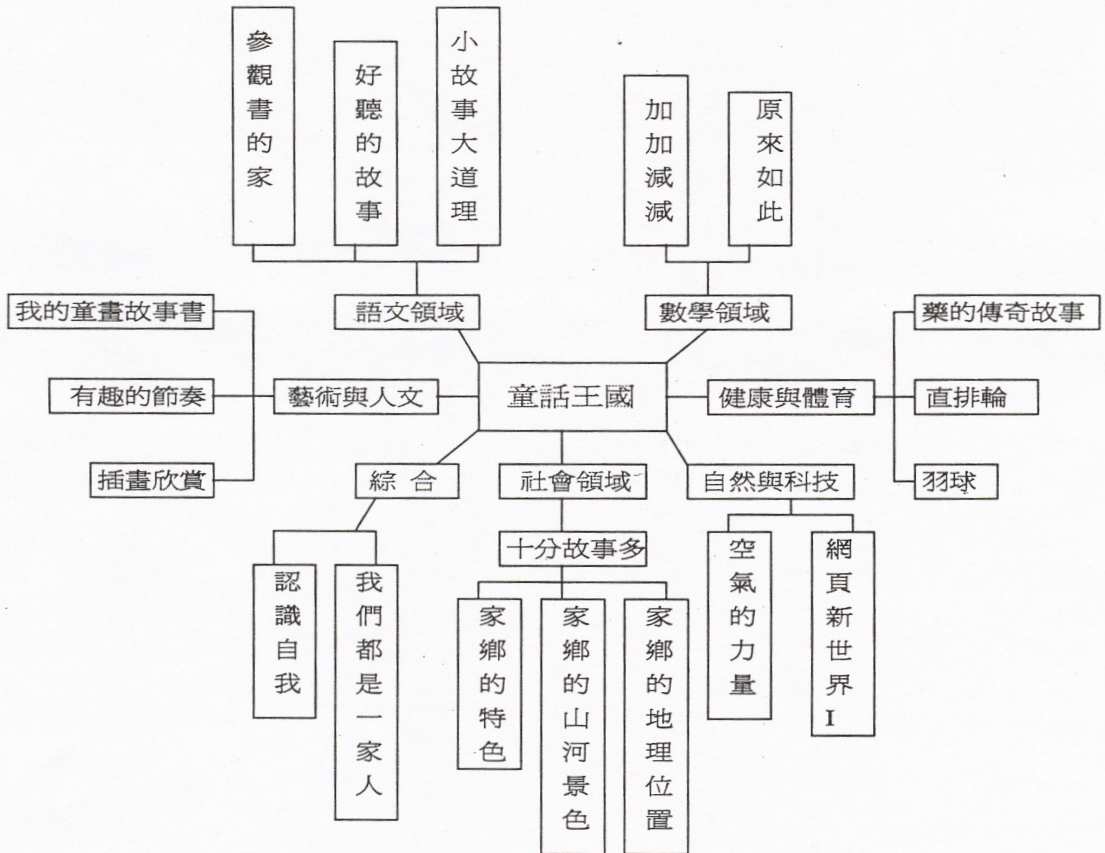 參觀書的家
好聽的故事
小故事大道理
加加減減
原來如此
語文領域
數學領域
我的童畫故事書
有趣的節奏
插畫欣賞
藝術與人文
童話王國
健康與體育
藥的傳奇故事
直排輪
羽球
綜合
社會領域
自然與科技
認識自我
我們都是一家人
十分故事多
家鄉的特色
家鄉的山河景色
家鄉的地理位置
空氣的力量
網頁新世界I